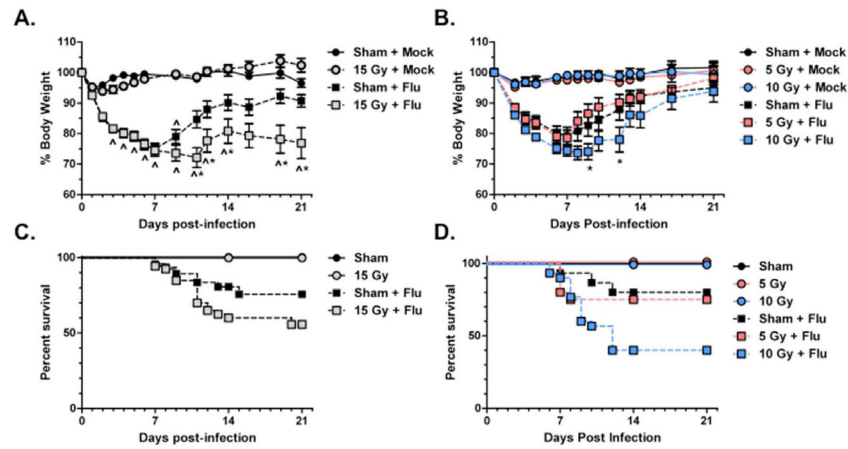 A.
110
100
90
80
70
60
0
7
14
21
% Body Weight
Days post-infection
^ ^ ^ ^ ^ ^ ^ ^* ^* ^* ^* ^*
Sham + Mock
15 Gy + Mock
Sham + Flu
15 Gy + Flu
B.
110
100
90
80
70
60
0
7
14
21
% Body Weight
Days Post-infection
* *
Sham + Mock
5 Gy + Mock
10 Gy + Mock
Sham + Flu
5 Gy + Flu
10 Gy + Flu
C.
100
50
0
0
7
14
21
Percent survival
Days post-infection
Sham
15 Gy
Sham + Flu
15 Gy + Flu
D.
100
50
0
0
7
14
21
Percent survival
Days Post Infection
Sham
5 Gy
10 Gy
Sham + Flu
5 Gy + Flu
10 Gy + Flu